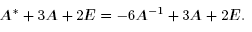 A* + 3A + 2E = −6A⁻¹ + 3A + 2E.